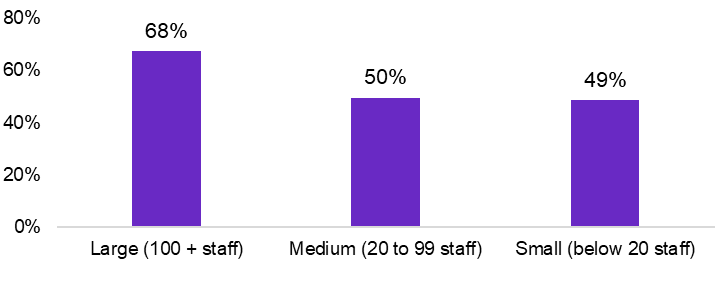 80%
68%
60%
50%
49%
40%
20%
0%
Large (100 + staff)
Medium (20 to 99 staff)
Small (below 20 staff)